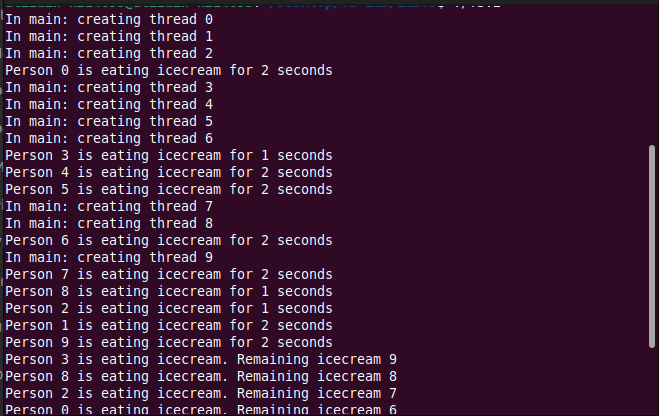 In main: creating thread 0
In main: creating thread 1
In main: creating thread 2
Person 0 is eating icecream for 2 seconds
In main: creating thread 3
In main: creating thread 4
In main: creating thread 5
In main: creating thread 6
Person 3 is eating icecream for 1 seconds
Person 4 is eating icecream for 2 seconds
Person 5 is eating icecream for 2 seconds
In main: creating thread 7
In main: creating thread 8
Person 6 is eating icecream for 2 seconds
In main: creating thread 9
Person 7 is eating icecream for 2 seconds
Person 8 is eating icecream for 1 seconds
Person 2 is eating icecream for 1 seconds
Person 1 is eating icecream for 2 seconds
Person 9 is eating icecream for 2 seconds
Person 3 is eating icecream. Remaining icecream 9
Person 8 is eating icecream. Remaining icecream 8
Person 2 is eating icecream. Remaining icecream 7
Person 0 is eating icecream. Remaining icecream 6